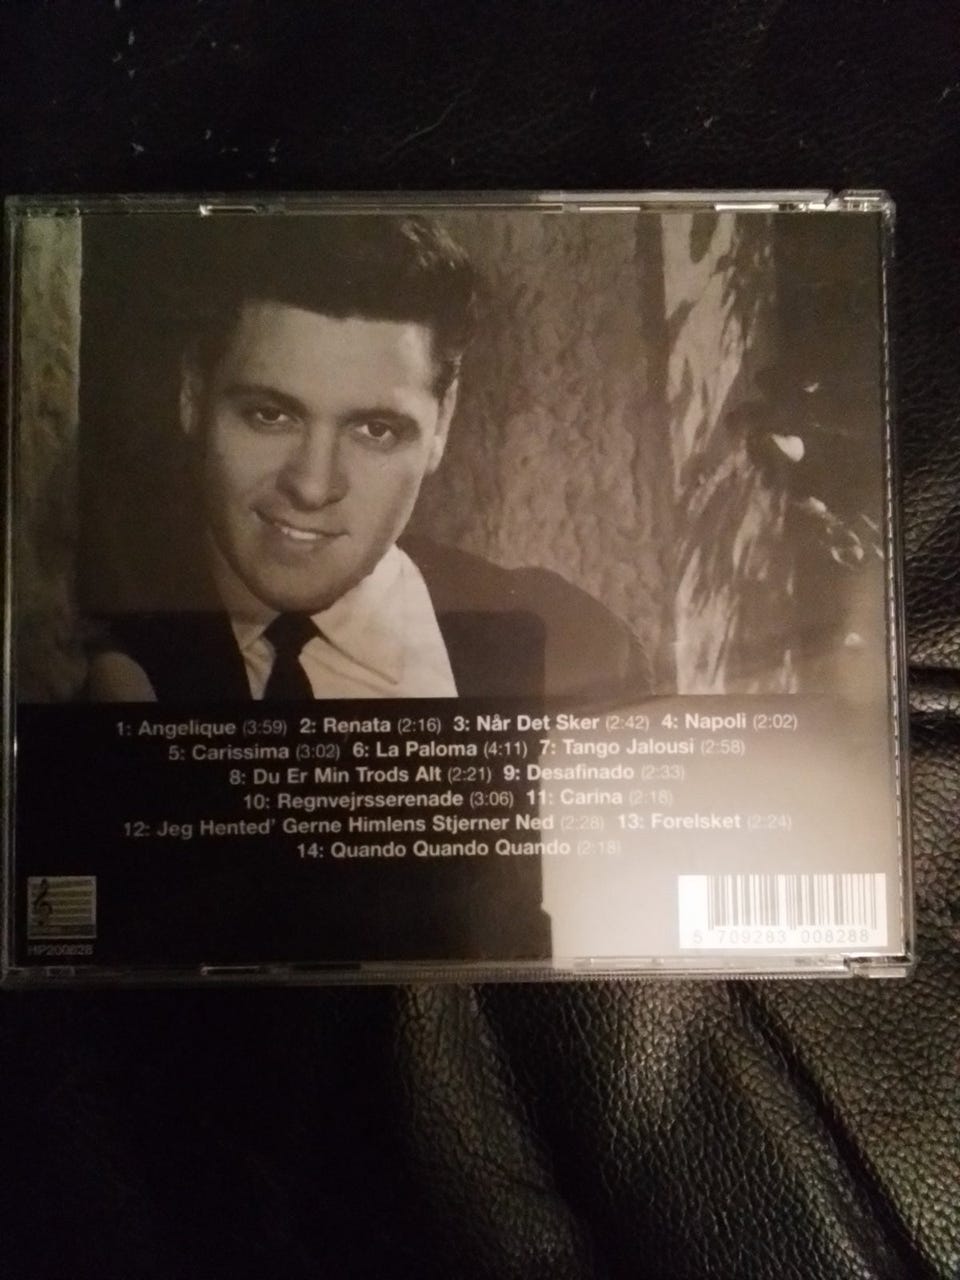 1: Angelique (3:59) 2: Renata (2:16) 3: Når Det Sker (2:42) 4: Napoli (2:02)
5: Carissima (3:02) 6: La Paloma (4:11) 7: Tango Jalousi (2:58)
8: Du Er Min Trods Alt (2:21) 9: Desafinado (2:33)
10: Regnvejrsserenade (3:06) 11: Carina (2:18)
12: Jeg Hented' Gerne Himlens Stjerner Ned (2:28) 13: Forelsket (2:24)
14: Quando Quando Quando (2:18)
HP200828
5 709283 008288